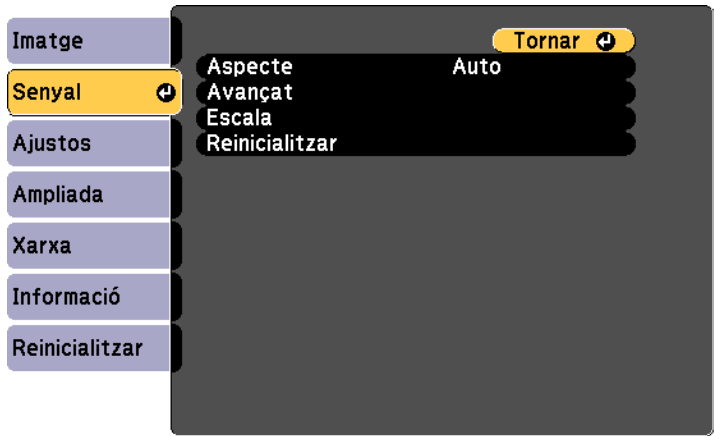 Imatge
Senyal
Ajustos
Ampliada
Xarxa
Informació
Reinicialitzar
Tornar
Aspecte Auto
Avançat
Escala
Reinicialitzar